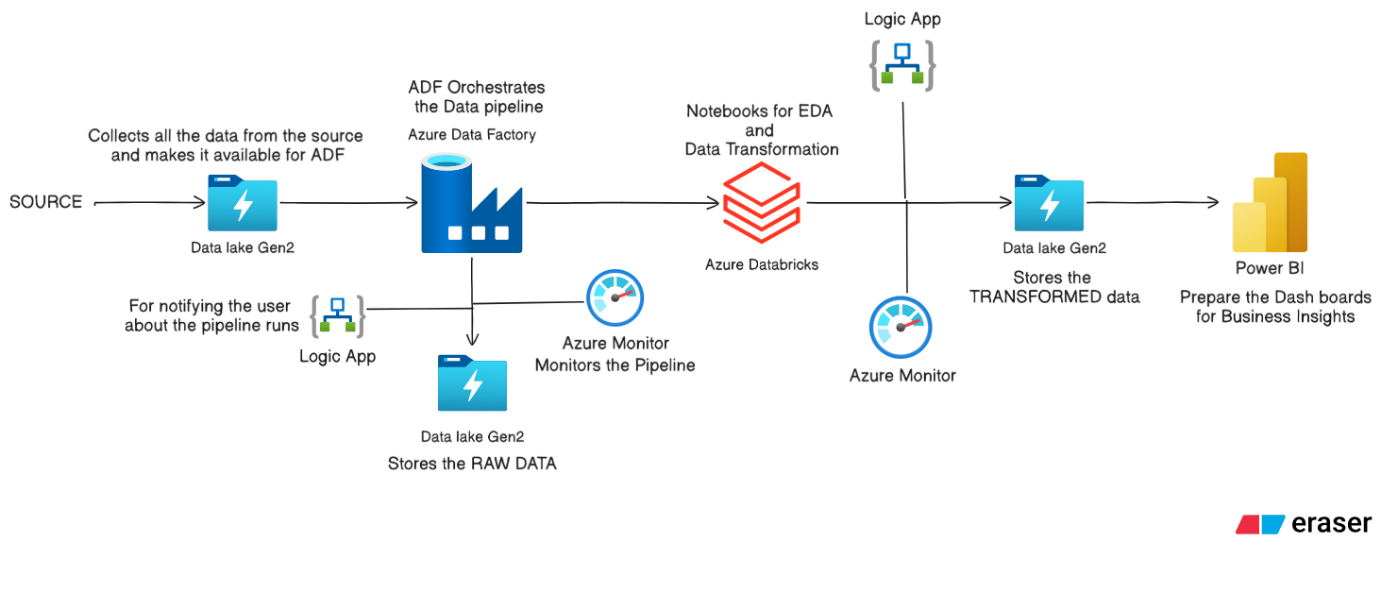 Logic App
ADF Orchestrates
the Data pipeline
Azure Data Factory
Notebooks for EDA
and
Data Transformation
Collects all the data from the source
and makes it available for ADF
SOURCE
Data lake Gen2
Azure Databricks
Data lake Gen2
Stores the
TRANSFORMED data
Power BI
Prepare the Dash boards
for Business Insights
For notifying the user
about the pipeline runs
Logic App
Azure Monitor
Monitors the Pipeline
Azure Monitor
Data lake Gen2
Stores the RAW DATA
eraser